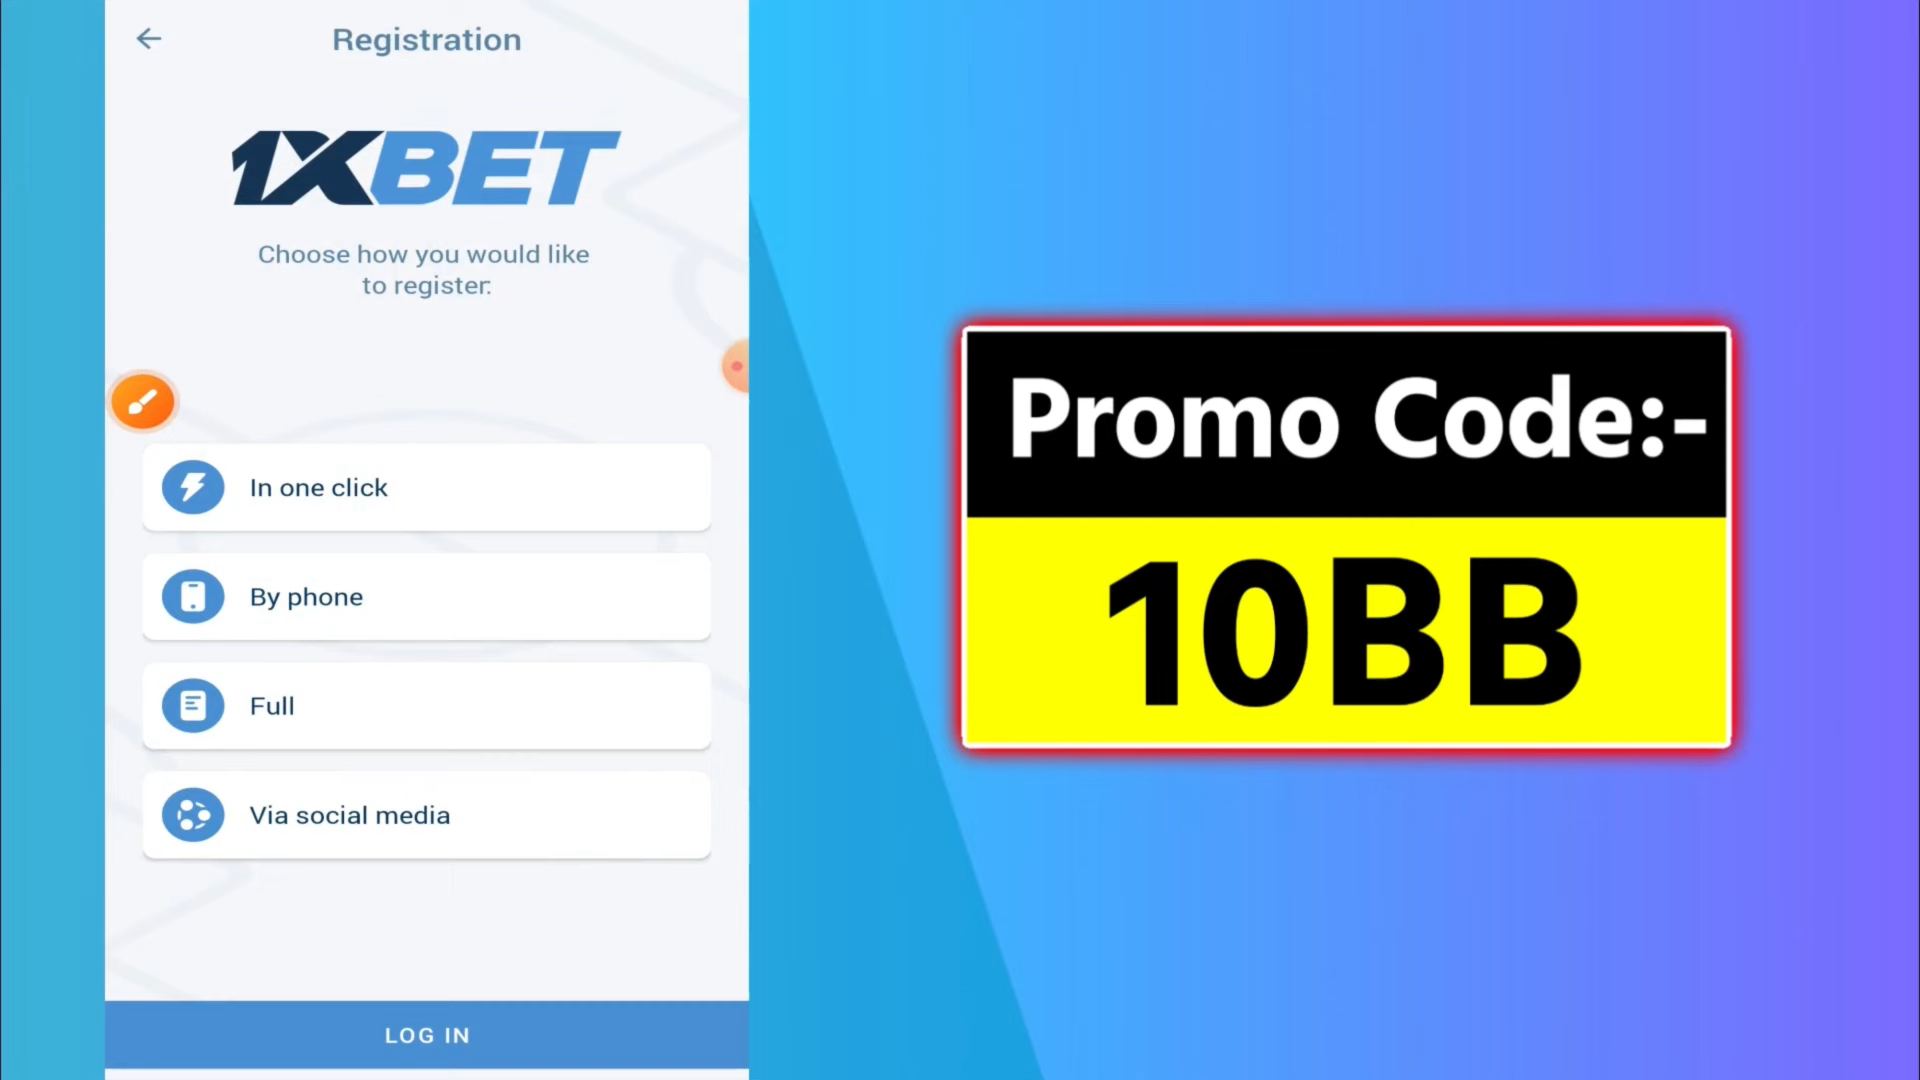 Registration
1XBET
Choose how you would like
to register:
In one click
By phone
Full
Via social media
LOG IN
Promo Code:-
10BB